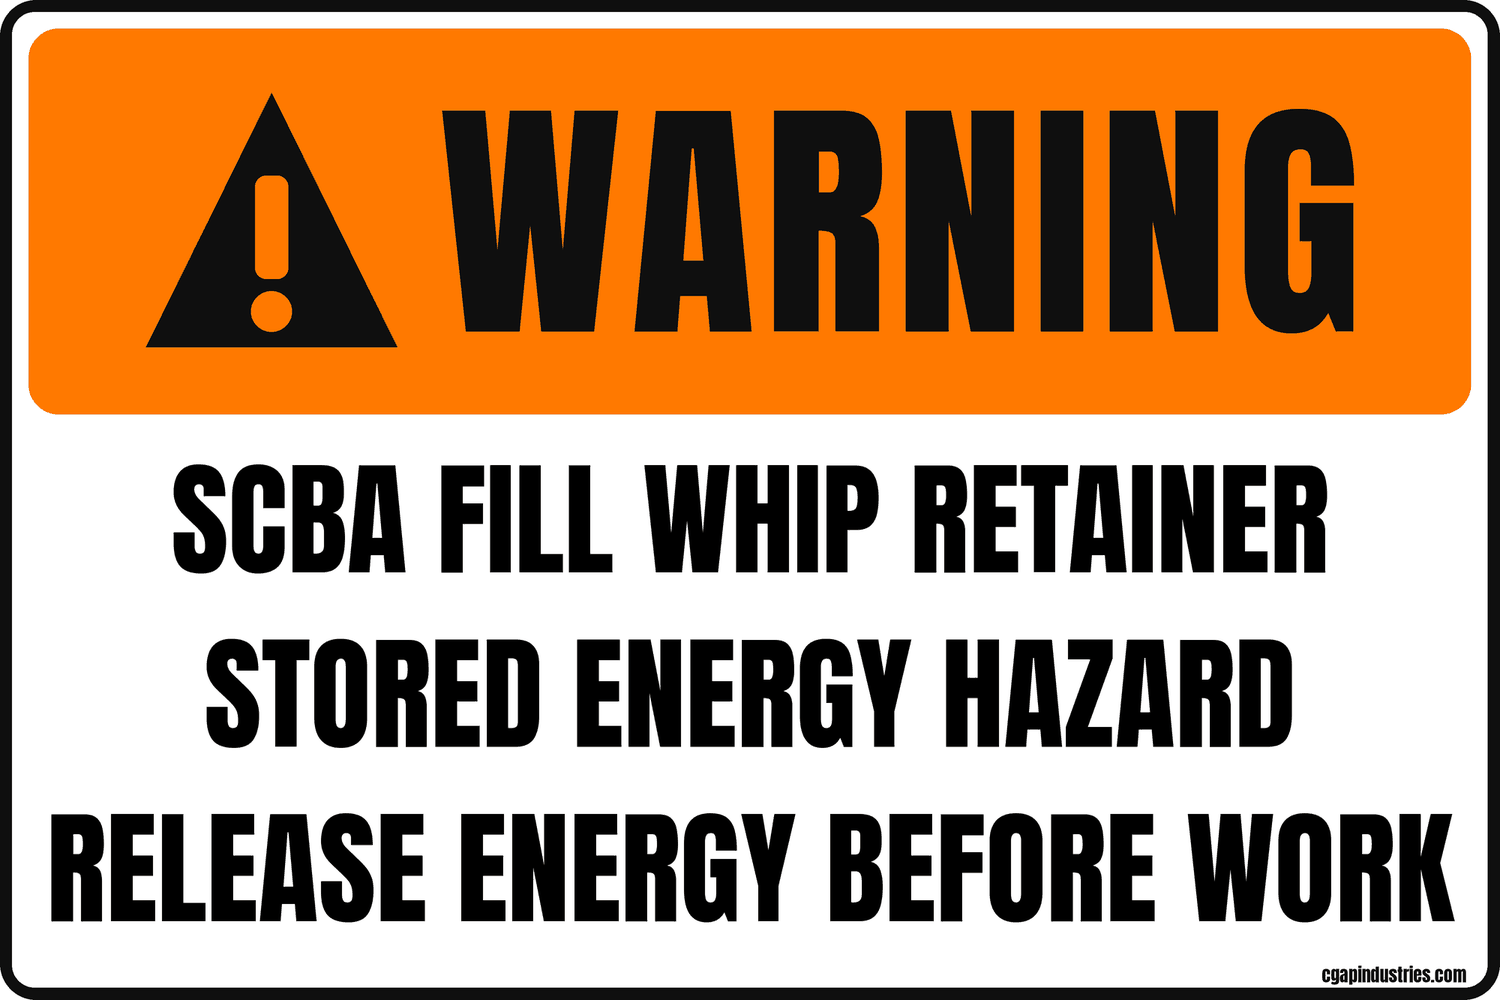 WARNING
SCBA FILL WHIP RETAINER
STORED ENERGY HAZARD
RELEASE ENERGY BEFORE WORK
cgapindustries.com